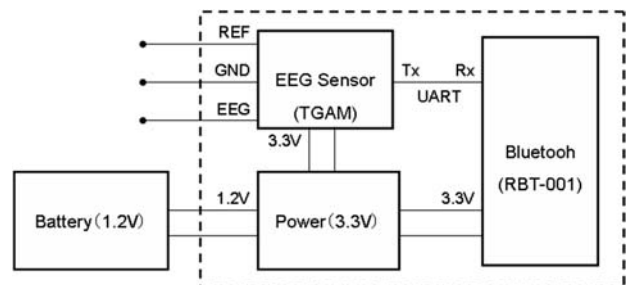 REF
GND
EEG
EEG Sensor
(TGAM)
Tx Rx
UART
3.3V
Bluetooh
(RBT-001)
Battery(1.2V)
1.2V
Power(3.3V)
3.3V